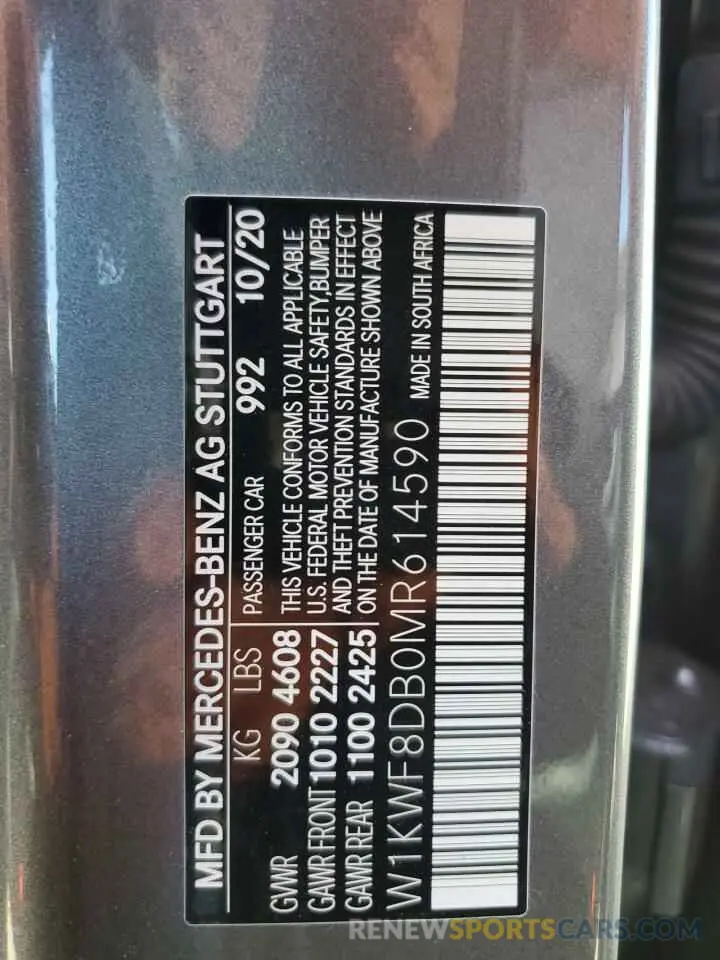 MFD BY MERCEDES-BENZ AG STUTTGART
KG LBS PASSENGER CAR 992 10/20
GVWR 2090 4608 THIS VEHICLE CONFORMS TO ALL APPLICABLE
GAWR FRONT 1010 2227 U.S. FEDERAL MOTOR VEHICLE SAFETY,BUMPER
GAWR REAR 1100 2425 AND THEFT PREVENTION STANDARDS IN EFFECT
ON THE DATE OF MANUFACTURE SHOWN ABOVE
W1KWF8DB0MR614590 MADE IN SOUTH AFRICA
RENEWSPORTSCARS.COM